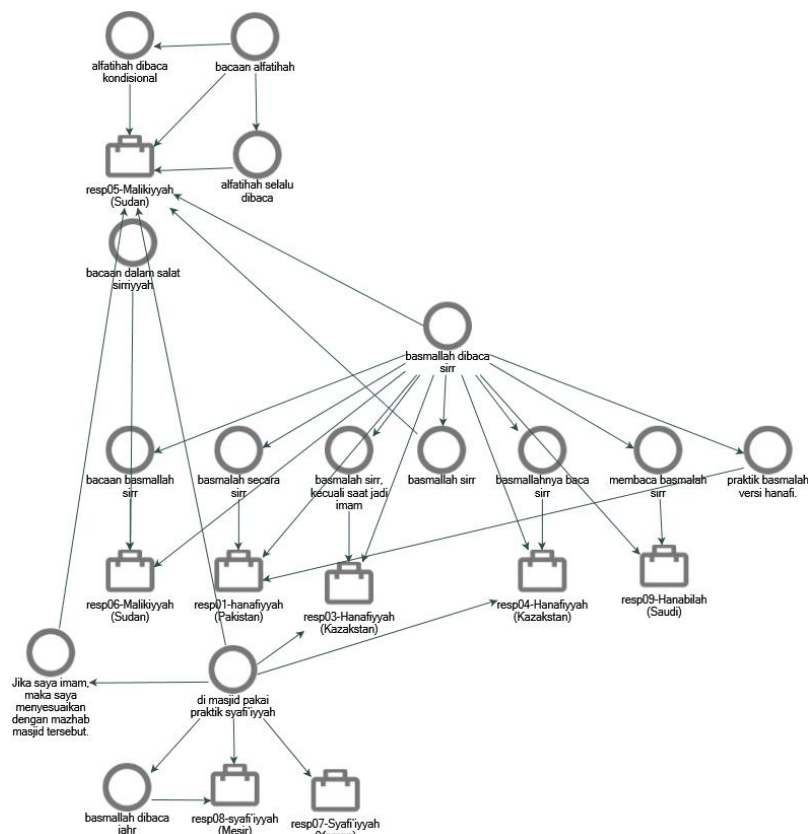 alfatihah dibaca
kondisional
bacaan alfatihah
resp05-Malikiyyah
(Sudan)
alfatihah selalu
dibaca
bacaan dalam salat
sirriyyah
basmallah dibaca
sirr
bacaan basmallah
sirr
basmalah secara
sirr
basmalah sirr,
kecuali saat jadi
imam
basmallah sirr
basmallahnya baca
sirr
membaca basmalah
sirr
praktik basmalah
versi hanafi.
resp06-Malikiyyah
(Sudan)
resp01-hanafiyyah
(Pakistan)
resp03-Hanafiyyah
(Kazakstan)
resp04-Hanafiyyah
(Kazakstan)
resp09-Hanabilah
(Saudi)
Jika saya imam,
maka saya
menyesuaikan
dengan mazhab
masjid tersebut.
di masjid pakai
praktik syafi'iyyah
basmallah dibaca
jahr
resp08-syafi'iyyah
(Mesir)
resp07-Syafi'iyyah